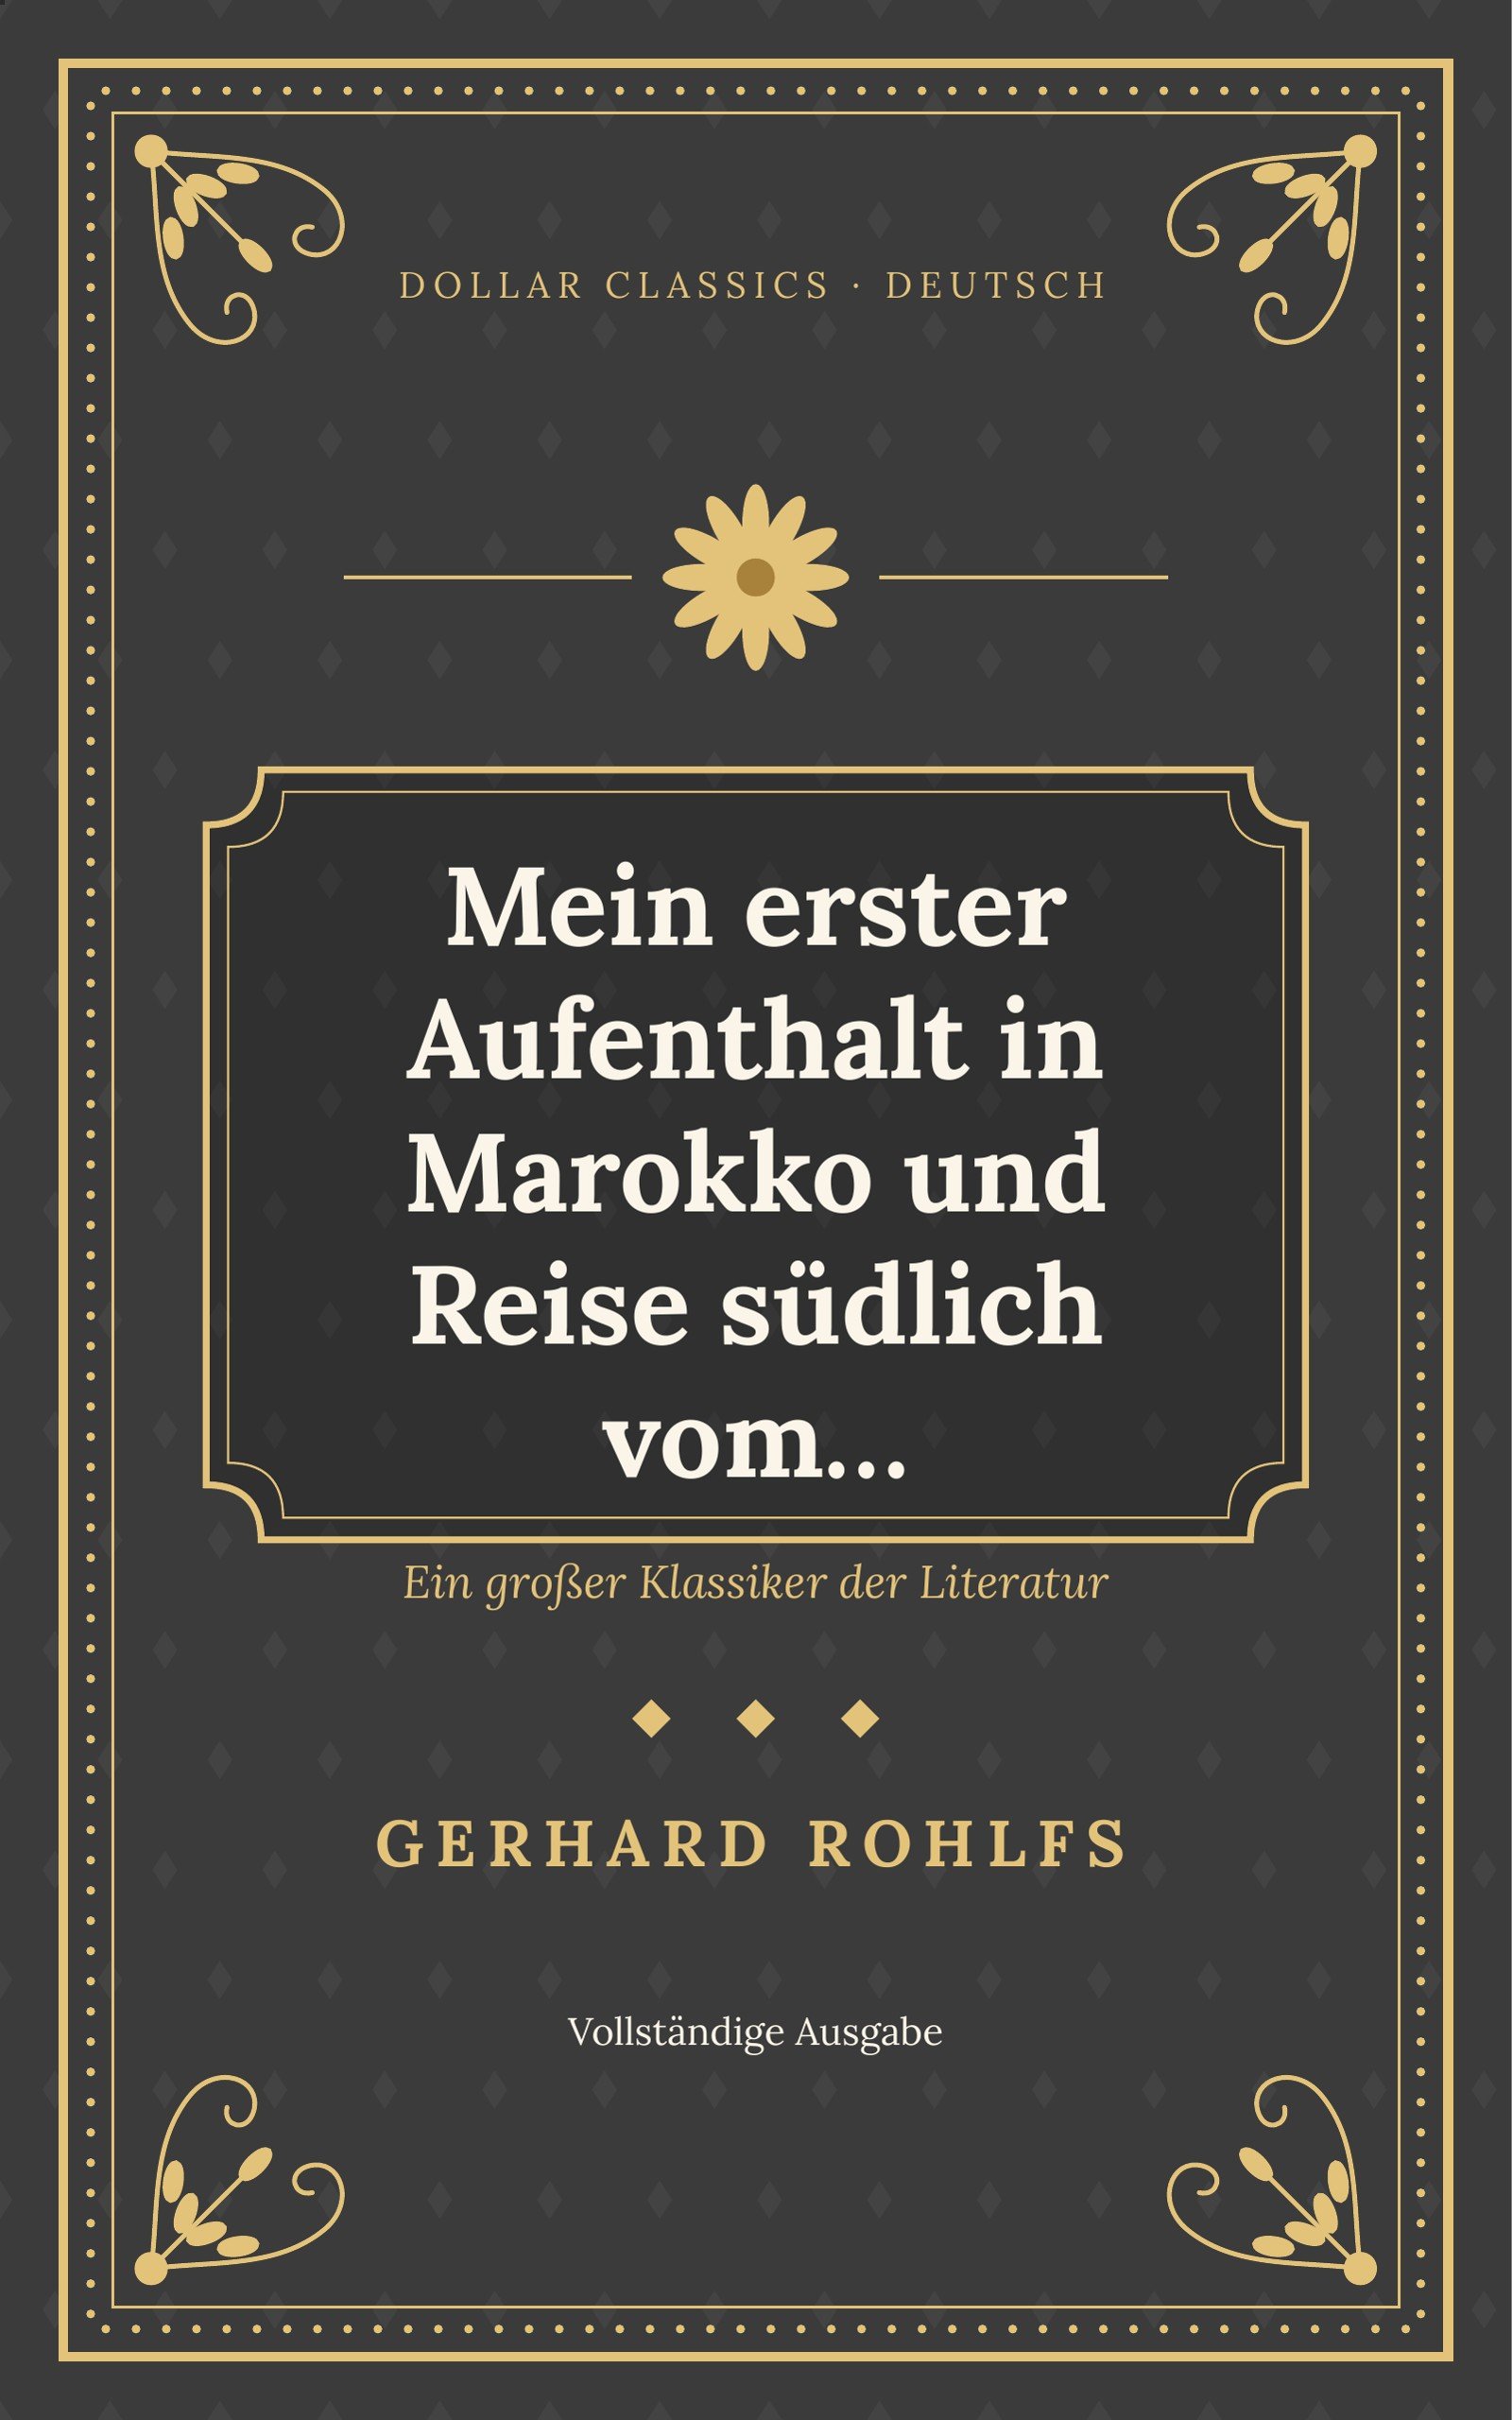 DOLLAR CLASSICS · DEUTSCH
Mein erster
Aufenthalt in
Marokko und
Reise südlich
vom...
Ein großer Klassiker der Literatur
GERHARD ROHLFS
Vollständige Ausgabe